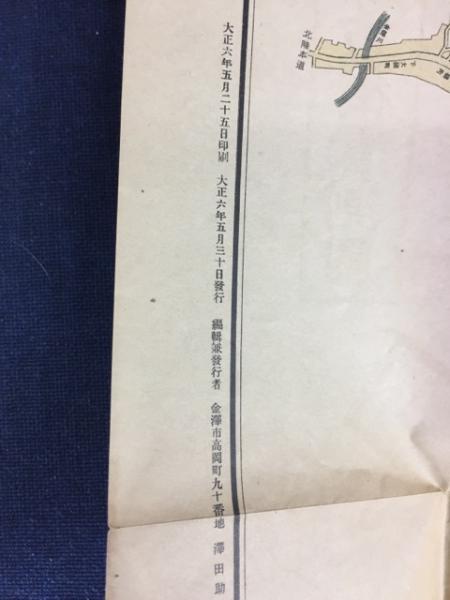 大正六年五月二十五日印刷　大正六年五月三十日發行　編輯兼發行者　金澤市高岡町九十番地　澤田助
北陸本道